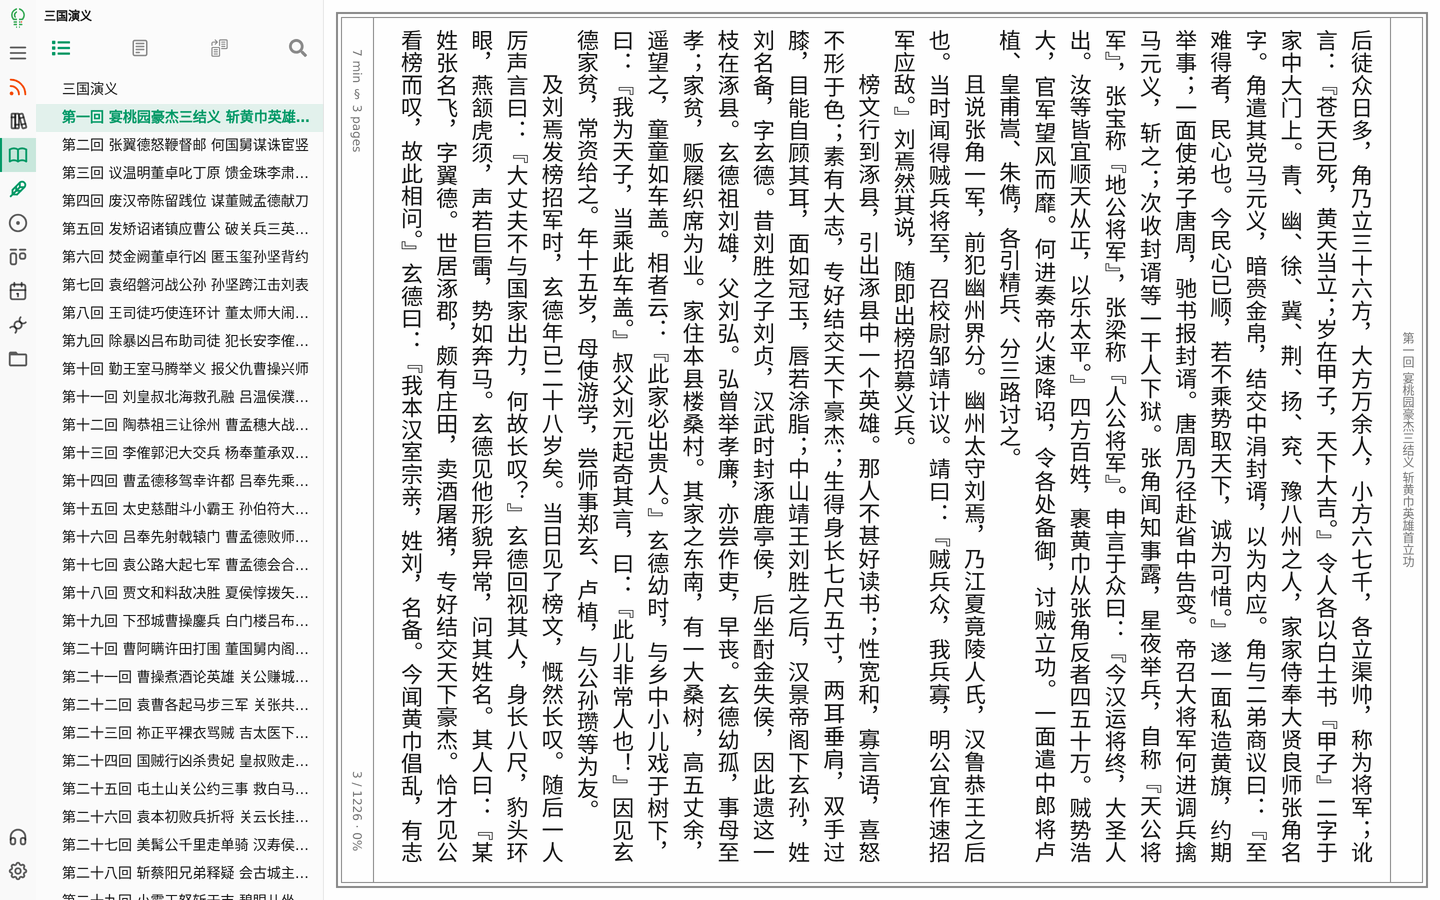 三国演义
三国演义
第一回 宴桃园豪杰三结义 斩黄巾英雄…
第二回 张翼德怒鞭督邮 何国舅谋诛宦竖
第三回 议温明董卓叱丁原 馈金珠李肃…
第四回 废汉帝陈留践位 谋董贼孟德献刀
第五回 发矫诏诸镇应曹公 破关兵三英…
第六回 焚金阙董卓行凶 匿玉玺孙坚背约
第七回 袁绍磐河战公孙 孙坚跨江击刘表
第八回 王司徒巧使连环计 董太师大闹…
第九回 除暴凶吕布助司徒 犯长安李傕…
第十回 勤王室马腾举义 报父仇曹操兴师
第十一回 刘皇叔北海救孔融 吕温侯濮…
第十二回 陶恭祖三让徐州 曹孟穗大战…
第十三回 李傕郭汜大交兵 杨奉董承双…
第十四回 曹孟德移驾幸许都 吕奉先乘…
第十五回 太史慈酣斗小霸王 孙伯符大…
第十六回 吕奉先射戟辕门 曹孟德败师…
第十七回 袁公路大起七军 曹孟德会合…
第十八回 贾文和料敌决胜 夏侯惇拨矢…
第十九回 下邳城曹操鏖兵 白门楼吕布…
第二十回 曹阿瞒许田打围 董国舅内阁…
第二十一回 曹操煮酒论英雄 关公赚城…
第二十二回 袁曹各起马步三军 关张共…
第二十三回 祢正平裸衣骂贼 吉太医下…
第二十四回 国贼行凶杀贵妃 皇叔败走…
第二十五回 屯土山关公约三事 救白马…
第二十六回 袁本初败兵折将 关云长挂…
第二十七回 美髯公千里走单骑 汉寿侯…
第二十八回 斩蔡阳兄弟释疑 会古城主…
第一回 宴桃园豪杰三结义 斩黄巾英雄首立功
后徒众日多，角乃立三十六方，大方万余人，小方六七千，各立渠帅，称为将军；讹
言：『苍天已死，黄天当立；岁在甲子，天下大吉。』令人各以白土书『甲子』二字于
家中大门上。青、幽、徐、冀、荆、扬、兖、豫八州之人，家家侍奉大贤良师张角名
字。角遣其党马元义，暗赍金帛，结交中涓封谞，以为内应。角与二弟商议曰：『至
难得者，民心也。今民心已顺，若不乘势取天下，诚为可惜。』遂一面私造黄旗，约期
举事；一面使弟子唐周，驰书报封谞。唐周乃径赴省中告变。帝召大将军何进调兵擒
马元义，斩之；次收封谞等一干人下狱。张角闻知事露，星夜举兵，自称『天公将
军』，张宝称『地公将军』，张梁称『人公将军』。申言于众曰：『今汉运将终，大圣人
出。汝等皆宜顺天从正，以乐太平。』四方百姓，裹黄巾从张角反者四五十万。贼势浩
大，官军望风而靡。何进奏帝火速降诏，令各处备御，讨贼立功。一面遣中郎将卢
植、皇甫嵩、朱儁，各引精兵、分三路讨之。
且说张角一军，前犯幽州界分。幽州太守刘焉，乃江夏竟陵人氏，汉鲁恭王之后
也。当时闻得贼兵将至，召校尉邹靖计议。靖曰：『贼兵众，我兵寡，明公宜作速招
军应敌。』刘焉然其说，随即出榜招募义兵。
榜文行到涿县，引出涿县中一个英雄。那人不甚好读书；性宽和，寡言语，喜怒
不形于色；素有大志，专好结交天下豪杰；生得身长七尺五寸，两耳垂肩，双手过
膝，目能自顾其耳，面如冠玉，唇若涂脂；中山靖王刘胜之后，汉景帝阁下玄孙，姓
刘名备，字玄德。昔刘胜之子刘贞，汉武时封涿鹿亭侯，后坐酎金失侯，因此遗这一
枝在涿县。玄德祖刘雄，父刘弘。弘曾举孝廉，亦尝作吏，早丧。玄德幼孤，事母至
孝；家贫，贩屦织席为业。家住本县楼桑村。其家之东南，有一大桑树，高五丈余，
遥望之，童童如车盖。相者云：『此家必出贵人。』玄德幼时，与乡中小儿戏于树下，
曰：『我为天子，当乘此车盖。』叔父刘元起奇其言，曰：『此儿非常人也！』因见玄
德家贫，常资给之。年十五岁，母使游学，尝师事郑玄、卢植，与公孙瓒等为友。
及刘焉发榜招军时，玄德年已二十八岁矣。当日见了榜文，慨然长叹。随后一人
厉声言曰：『大丈夫不与国家出力，何故长叹？』玄德回视其人，身长八尺，豹头环
眼，燕颔虎须，声若巨雷，势如奔马。玄德见他形貌异常，问其姓名。其人曰：『某
姓张名飞，字翼德。世居涿郡，颇有庄田，卖酒屠猪，专好结交天下豪杰。恰才见公
看榜而叹，故此相问。』玄德曰：『我本汉室宗亲，姓刘，名备。今闻黄巾倡乱，有志
7 min § 3 pages
3 / 1226 · 0%